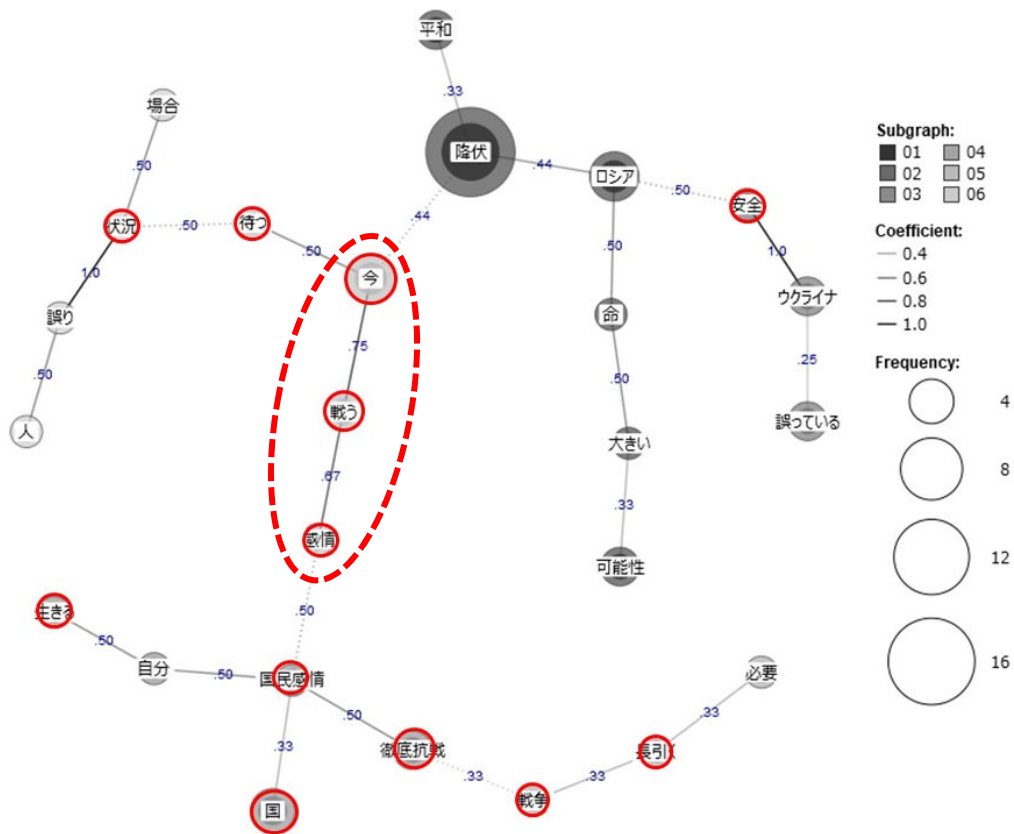 平和
.33
場合
降伏
.44
ロシア
.50
安全
.50
.44
状況
.50
待つ
.50
.50
1.0
1.0
今
ウクライナ
誤り
命
.75
.25
.50
.50
戦う
誤っている
人
大きい
.67
.33
感情
可能性
.50
生きる
.50
自分
.50
国民感情
必要
.50
.33
.33
徹底抗戦
長引く
.33
.33
戦争
国
Subgraph:
01 04
02 05
03 06
Coefficient:
0.4
0.6
0.8
1.0
Frequency:
4
8
12
16